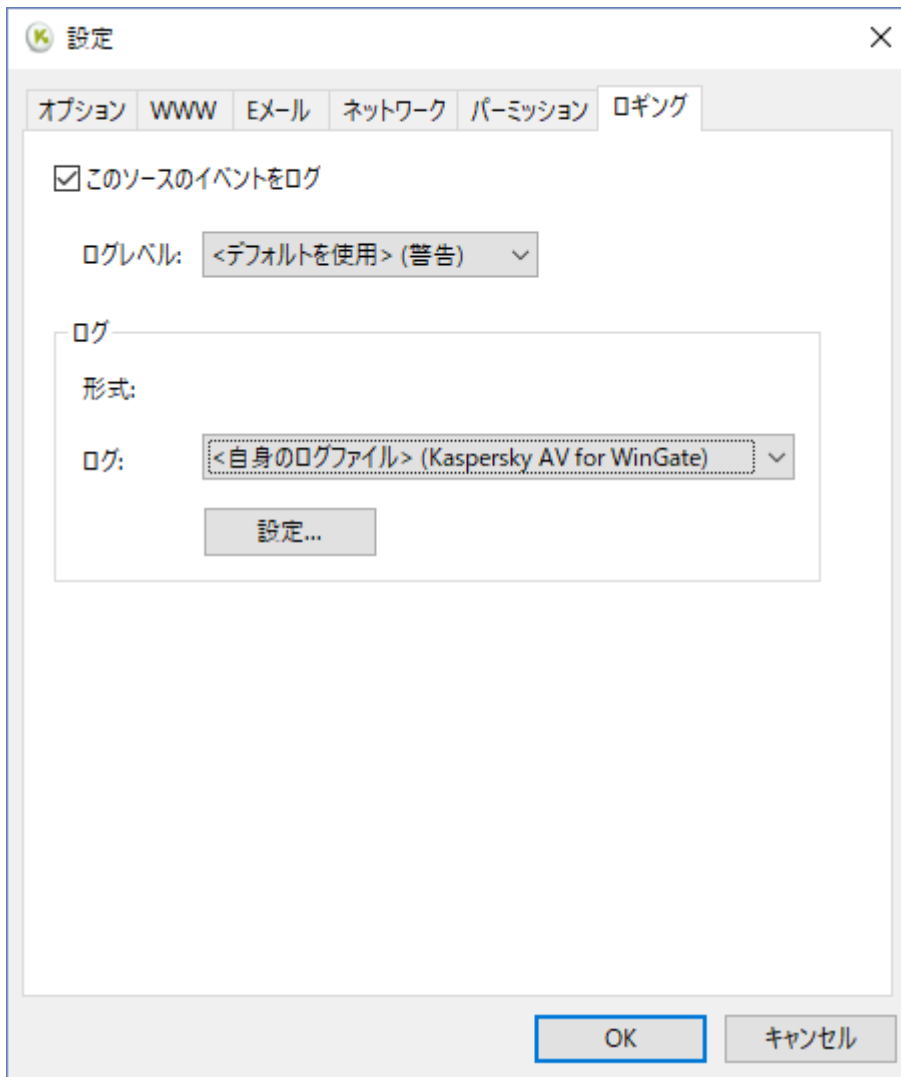 設定
オプション WWW Eメール ネットワーク パーミッション ロギング
このソースのイベントをログ
ログレベル: <デフォルトを使用> (警告)
ログ
形式:
ログ: <自身のログファイル> (Kaspersky AV for WinGate)
設定...
OK キャンセル